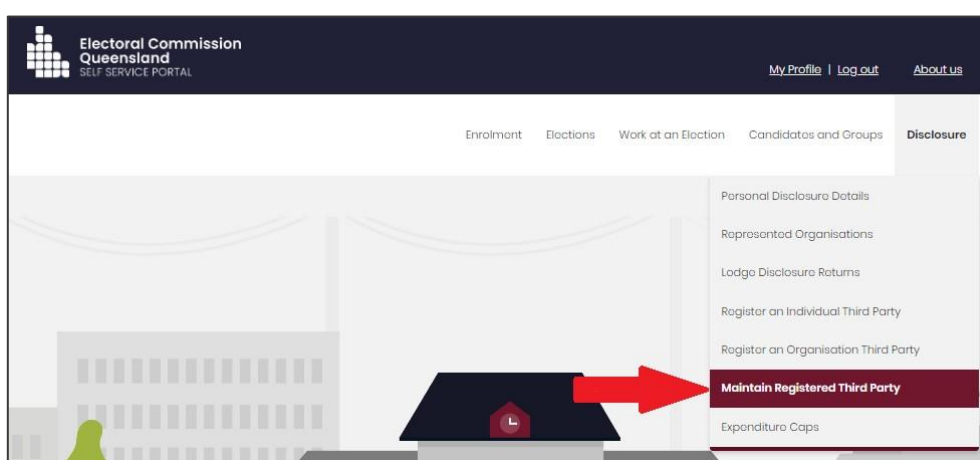 Electoral Commission
Queensland
SELF SERVICE PORTAL
My Profile | Log out About us
Enrolment Elections Work at an Election Candidates and Groups Disclosure
Personal Disclosure Details
Represented Organisations
Lodge Disclosure Returns
Register an Individual Third Party
Register an Organisation Third Party
Maintain Registered Third Party
Expenditure Caps